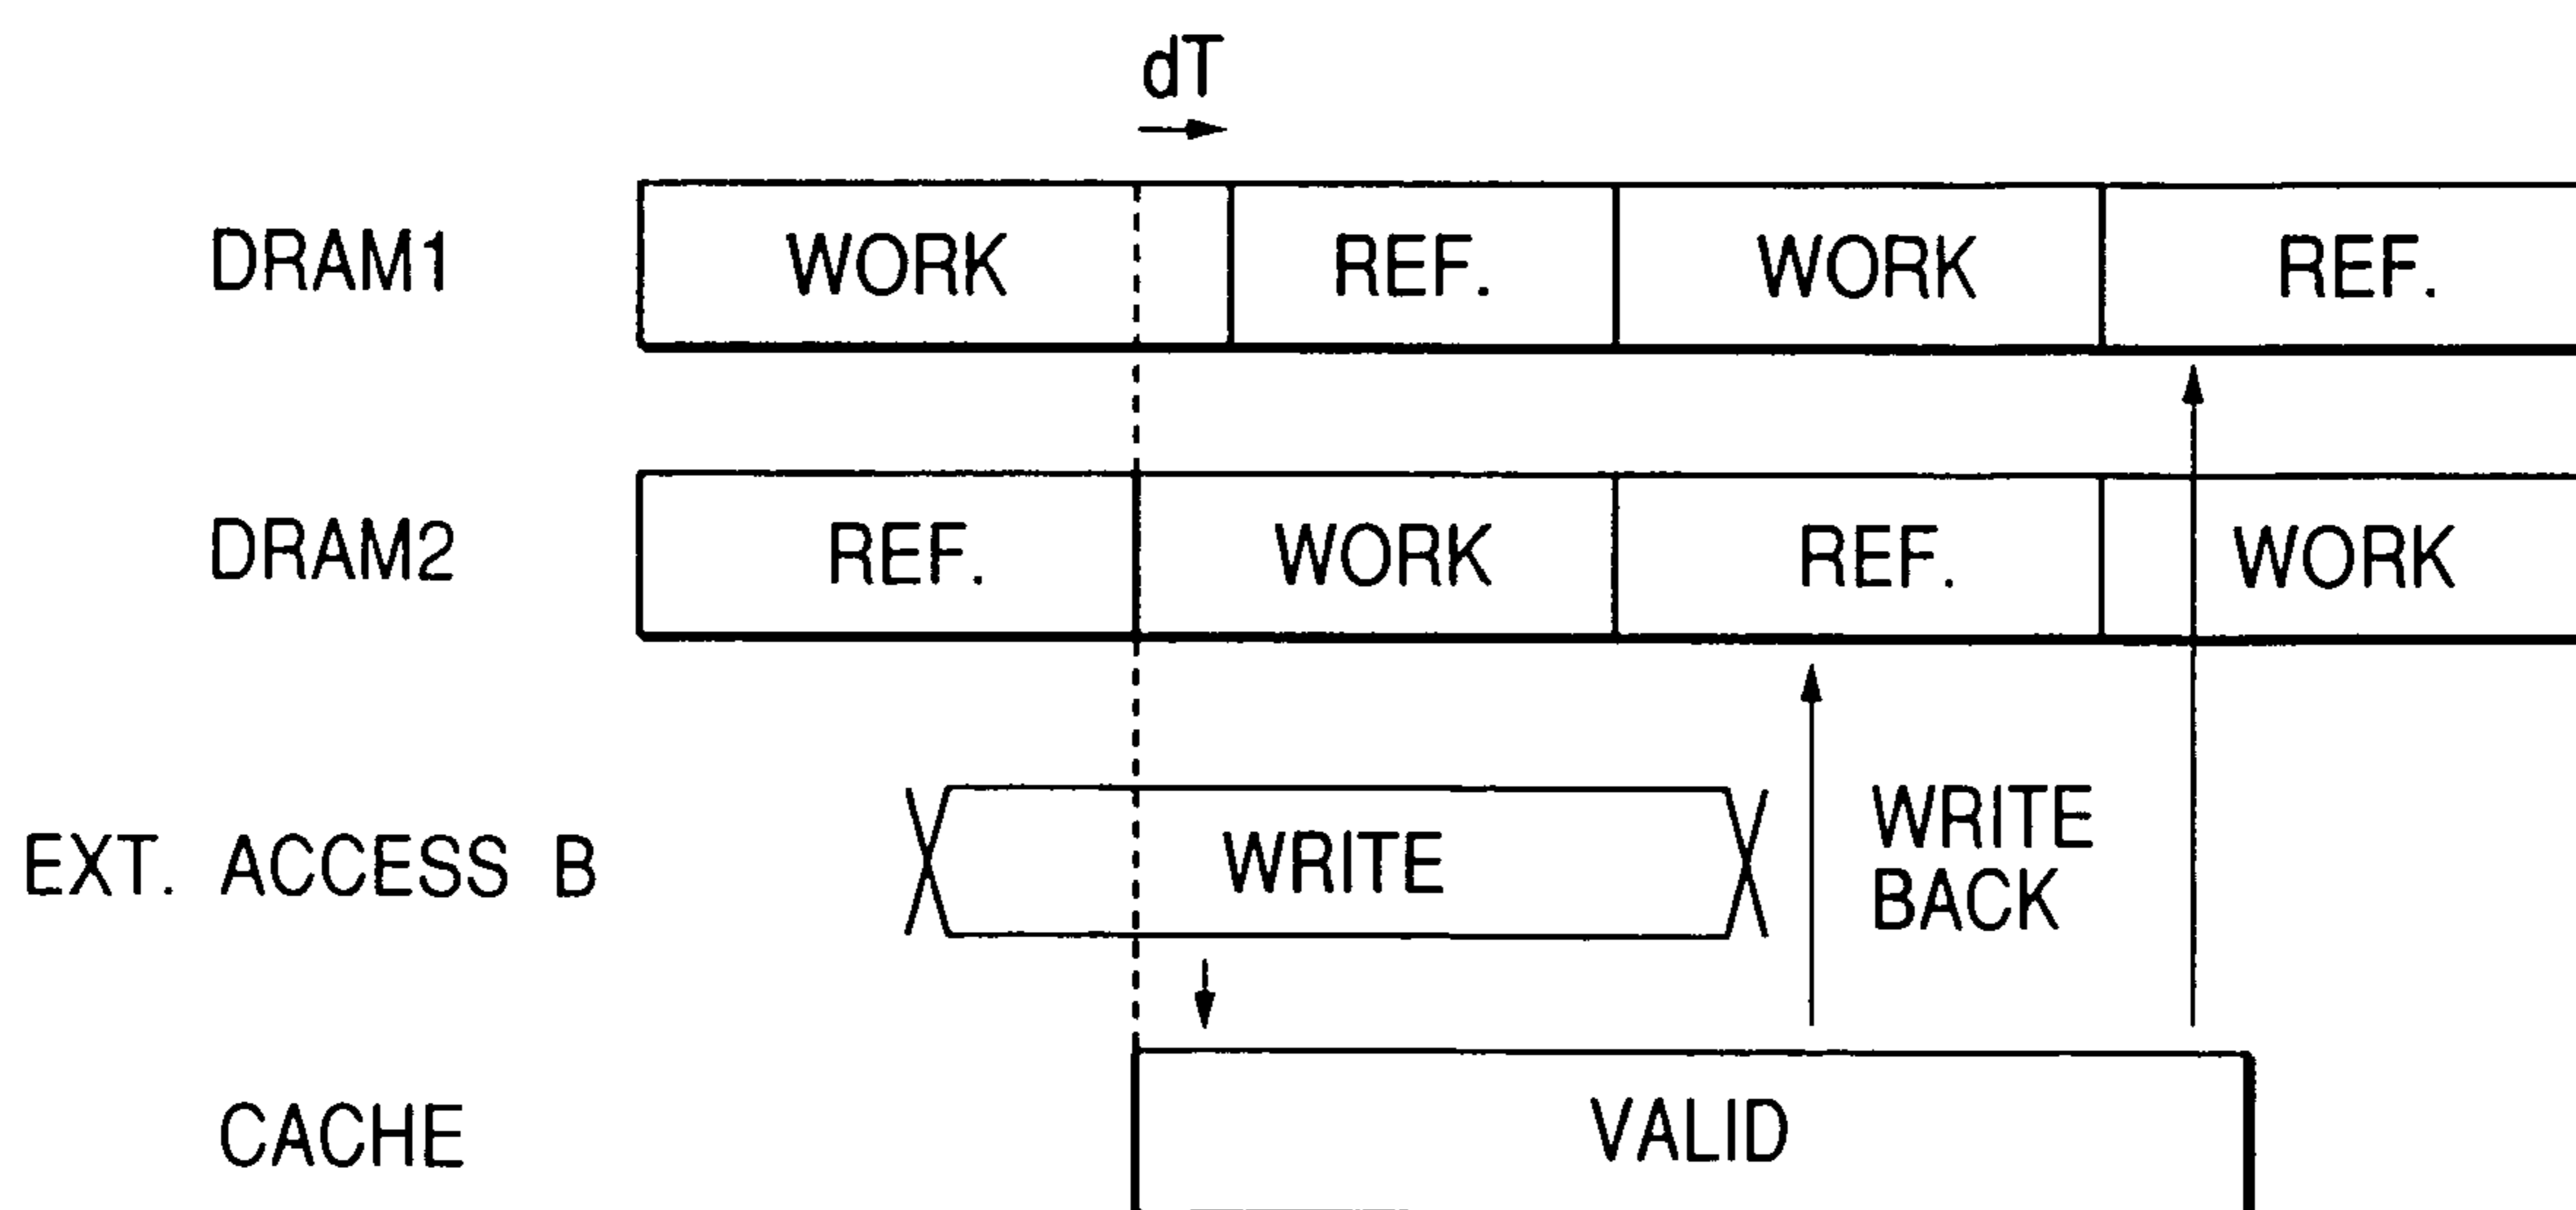 dT
DRAM1 WORK REF. WORK REF.
DRAM2 REF. WORK REF. WORK
EXT. ACCESS B WRITE WRITE
BACK
CACHE VALID